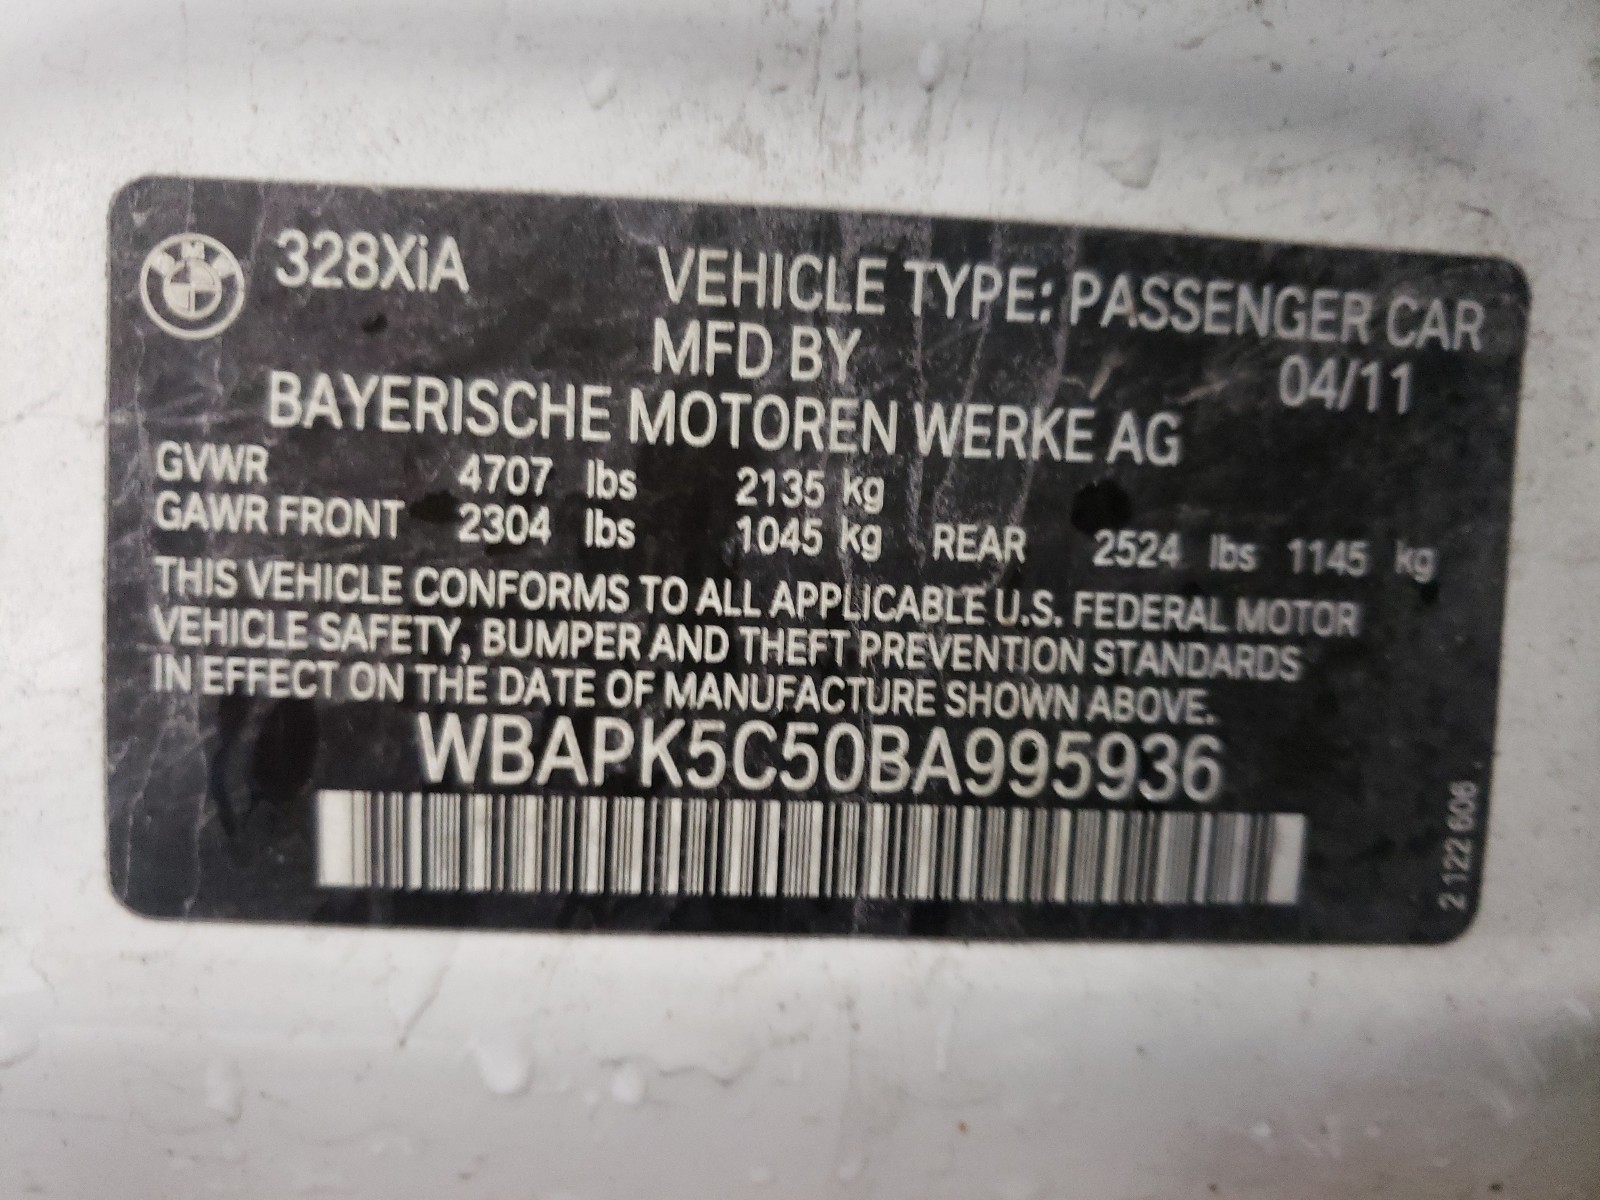 BMW 328XiA
VEHICLE TYPE: PASSENGER CAR
MFD BY 04/11
BAYERISCHE MOTOREN WERKE AG
GVWR 4707 lbs 2135 kg
GAWR FRONT 2304 lbs 1045 kg REAR 2524 lbs 1145 kg
THIS VEHICLE CONFORMS TO ALL APPLICABLE U.S. FEDERAL MOTOR
VEHICLE SAFETY, BUMPER AND THEFT PREVENTION STANDARDS
IN EFFECT ON THE DATE OF MANUFACTURE SHOWN ABOVE.
WBAPK5C50BA995936
2 122 608